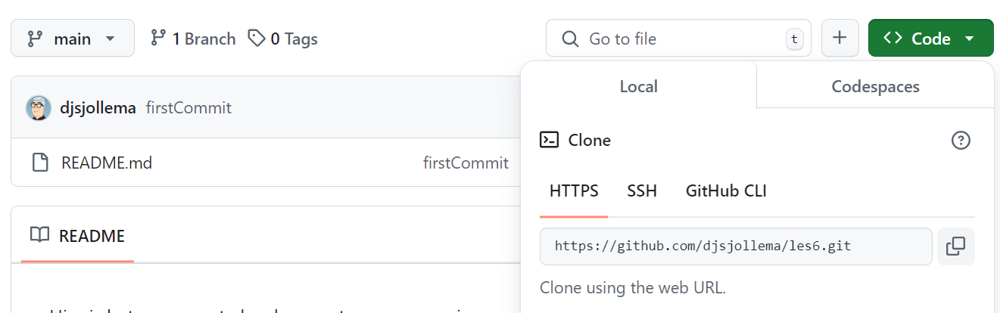 main 1 Branch 0 Tags Go to file t + <> Code
Local Codespaces
djsjollema firstCommit
Clone
README.md firstCommit
HTTPS SSH GitHub CLI
README
https://github.com/djsjollema/les6.git
Clone using the web URL.